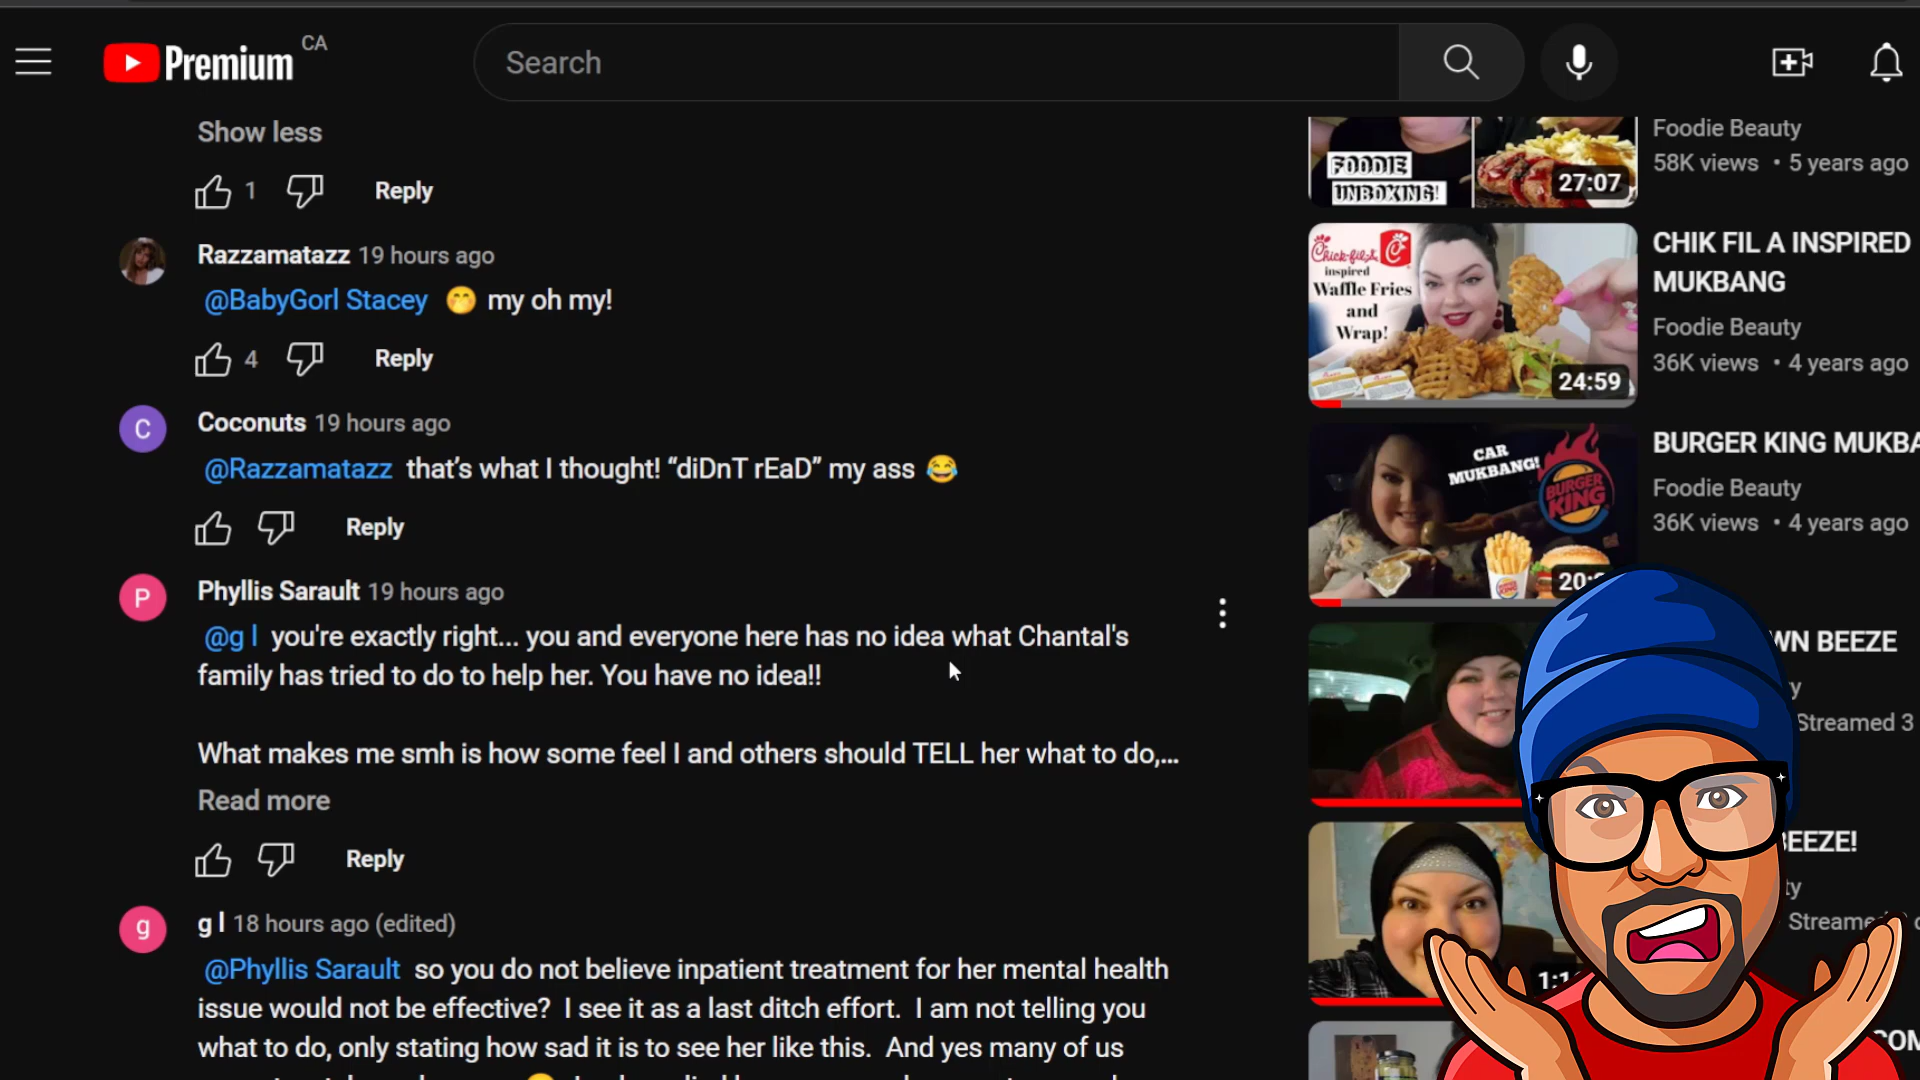 Premium CA
Search
Show less
1 Reply
Razzamatazz 19 hours ago
@BabyGorl Stacey 🤭 my oh my!
4 Reply
Coconuts 19 hours ago
C
@Razzamatazz that's what I thought! “diDnT rEaD” my ass 😂
Reply
Phyllis Sarault 19 hours ago
P
@g l you're exactly right... you and everyone here has no idea what Chantal's
family has tried to do to help her. You have no idea!!
What makes me smh is how some feel I and others should TELL her what to do,...
Read more
Reply
g l 18 hours ago (edited)
g
@Phyllis Sarault so you do not believe inpatient treatment for her mental health
issue would not be effective?  I see it as a last ditch effort.  I am not telling you
what to do, only stating how sad it is to see her like this.  And yes many of us
FOODIE
UNBOXING!
27:07
Foodie Beauty
58K views • 5 years ago
Chick-fil-A
inspired
Waffle Fries
and
Wrap!
24:59
CHIK FIL A INSPIRED
MUKBANG
Foodie Beauty
36K views • 4 years ago
CAR
MUKBANG!
BURGER
KING
BURGER KING MUKBA
Foodie Beauty
36K views • 4 years ago
WN BEEZE
y
Streamed 3
BEEZE!
ty
Streame